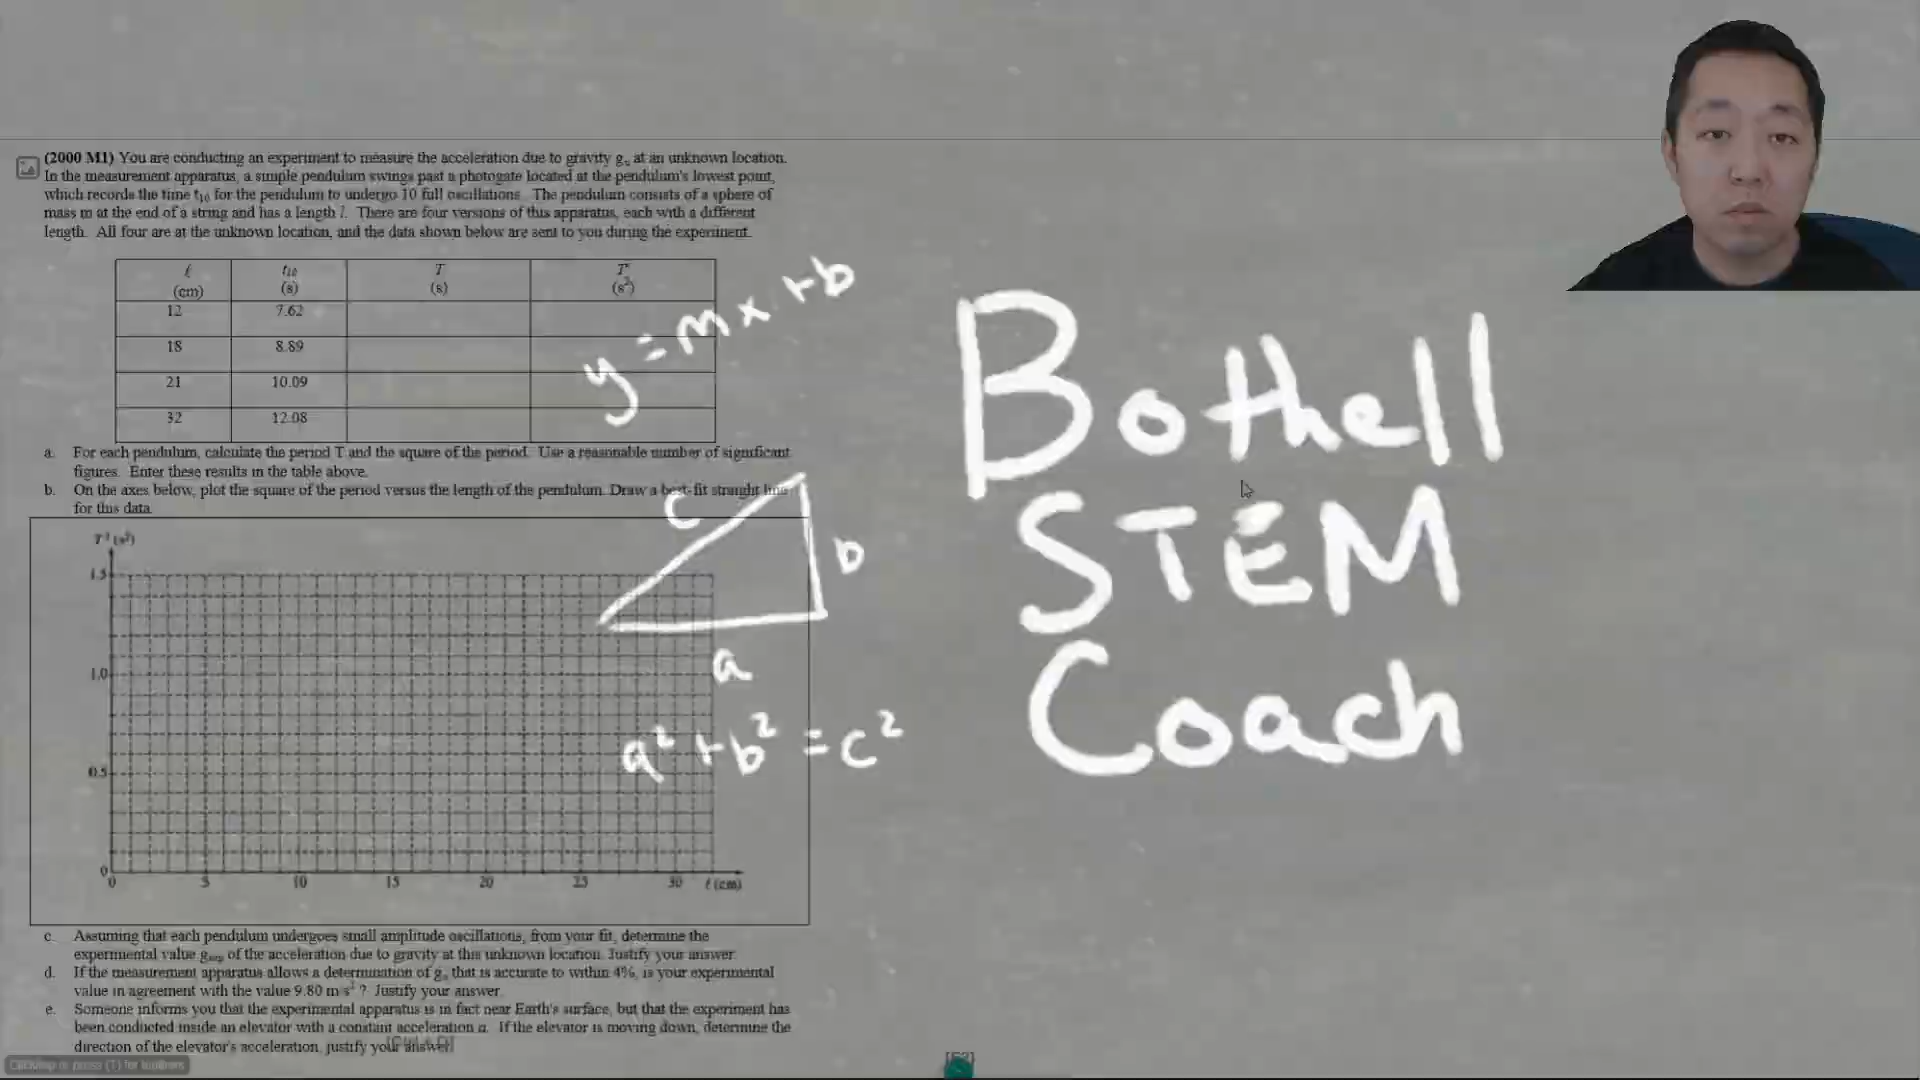 (2000 M1) You are conducting an experiment to measure the acceleration due to gravity gᵤ at an unknown location.
In the measurement apparatus, a simple pendulum swings past a photogate located at the pendulum's lowest point,
which records the time t₁₀ for the pendulum to undergo 10 full oscillations. The pendulum consists of a sphere of
mass m at the end of a string and has a length l. There are four versions of this apparatus, each with a different
length. All four are at the unknown location, and the data shown below are sent to you during the experiment.
ℓ t₁₀ T T²
(cm) (s) (s) (s²)
12 7.62
18 8.89
21 10.09
32 12.08
y = mx + b
a. For each pendulum, calculate the period T and the square of the period. Use a reasonable number of significant
figures. Enter these results in the table above.
b. On the axes below, plot the square of the period versus the length of the pendulum. Draw a best-fit straight line
for this data.
T² (s²)
1.5
1.0
0.5
0
0 5 10 15 20 25 30 ℓ (cm)
c
b
a
a² + b² = c²
Bothell
STEM
Coach
c. Assuming that each pendulum undergoes small amplitude oscillations, from your fit, determine the
experimental value gₑₓₚ of the acceleration due to gravity at this unknown location. Justify your answer.
d. If the measurement apparatus allows a determination of gᵤ that is accurate to within 4%, is your experimental
value in agreement with the value 9.80 m/s² ? Justify your answer.
e. Someone informs you that the experimental apparatus is in fact near Earth's surface, but that the experiment has
been conducted inside an elevator with a constant acceleration a. If the elevator is moving down, determine the
direction of the elevator's acceleration, justify your answer.